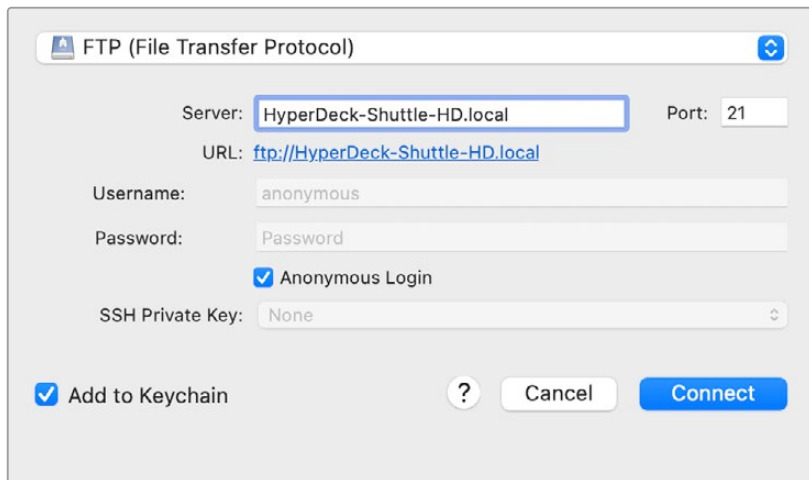 FTP (File Transfer Protocol)
Server: HyperDeck-Shuttle-HD.local Port: 21
URL: ftp://HyperDeck-Shuttle-HD.local
Username: anonymous
Password: Password
Anonymous Login
SSH Private Key: None
Add to Keychain ? Cancel Connect